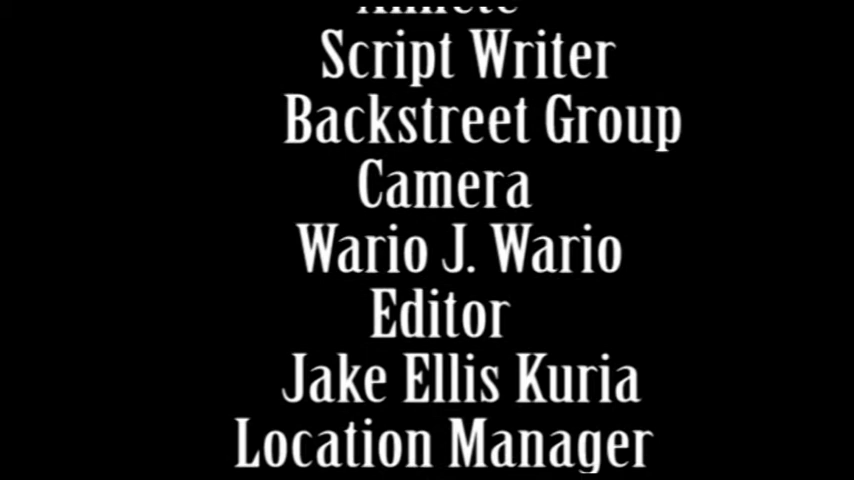 Script Writer
Backstreet Group
Camera
Wario J. Wario
Editor
Jake Ellis Kuria
Location Manager